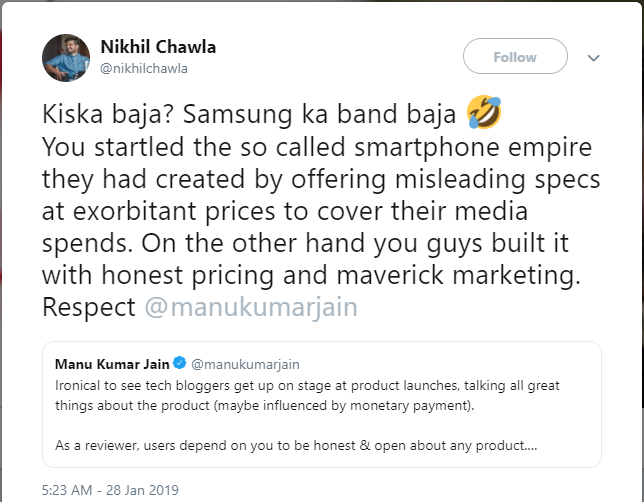 Nikhil Chawla
@nikhilchawla
Follow
Kiska baja? Samsung ka band baja 🤣
You startled the so called smartphone empire
they had created by offering misleading specs
at exorbitant prices to cover their media
spends. On the other hand you guys built it
with honest pricing and maverick marketing.
Respect @manukumarjain
Manu Kumar Jain @manukumarjain
Ironical to see tech bloggers get up on stage at product launches, talking all great
things about the product (maybe influenced by monetary payment).
As a reviewer, users depend on you to be honest & open about any product....
5:23 AM - 28 Jan 2019